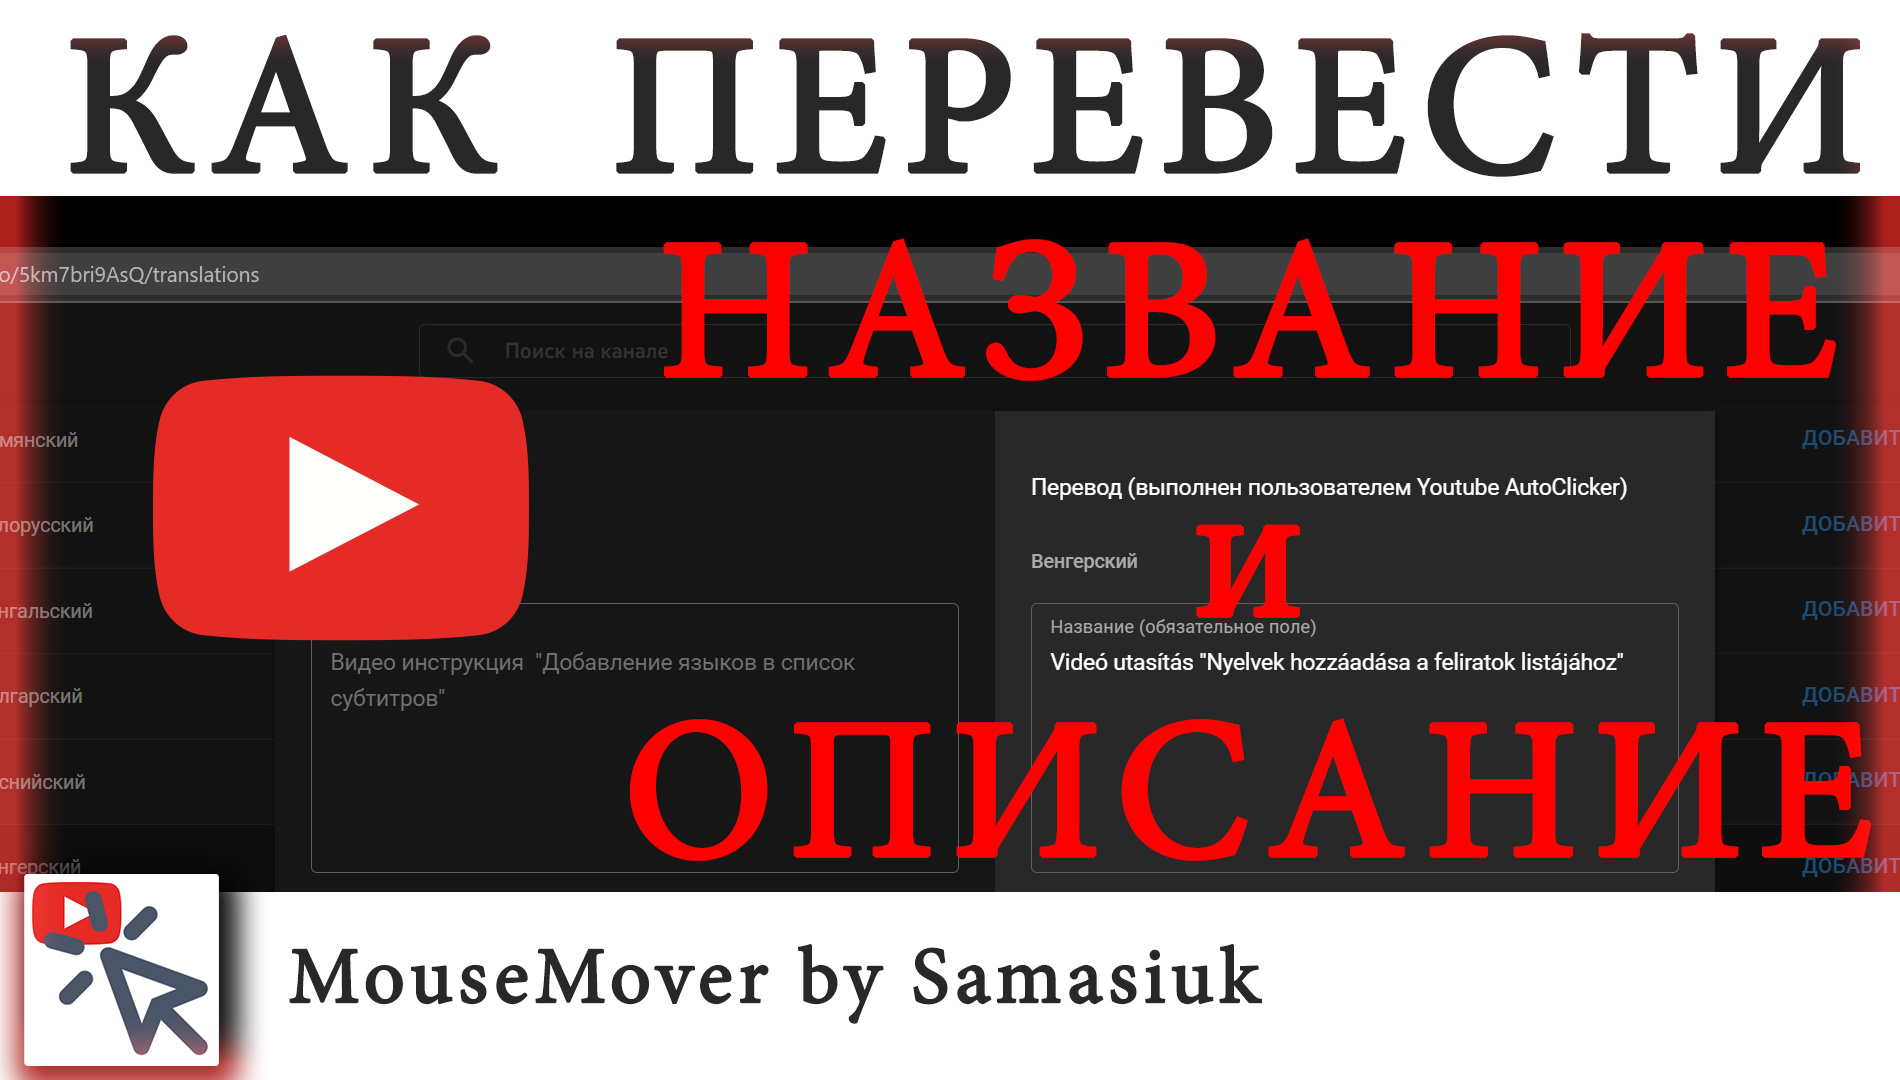 КАК ПЕРЕВЕСТИ
НАЗВАНИЕ
o/5km7bri9AsQ/translations
Поиск на канале
мянский
ДОБАВИТ
Перевод (выполнен пользователем Youtube AutoClicker)
лорусский
ДОБАВИТ
И
Венгерский
нгальский
ДОБАВИТ
Название (обязательное поле)
Видео инструкция "Добавление языков в список
субтитров"
Videó utasítás "Nyelvek hozzáadása a feliratok listájához"
лгарский
ДОБАВИТ
ОПИСАНИЕ
снийский
ДОБАВИТ
нгерский
ДОБАВИТ
MouseMover by Samasiuk